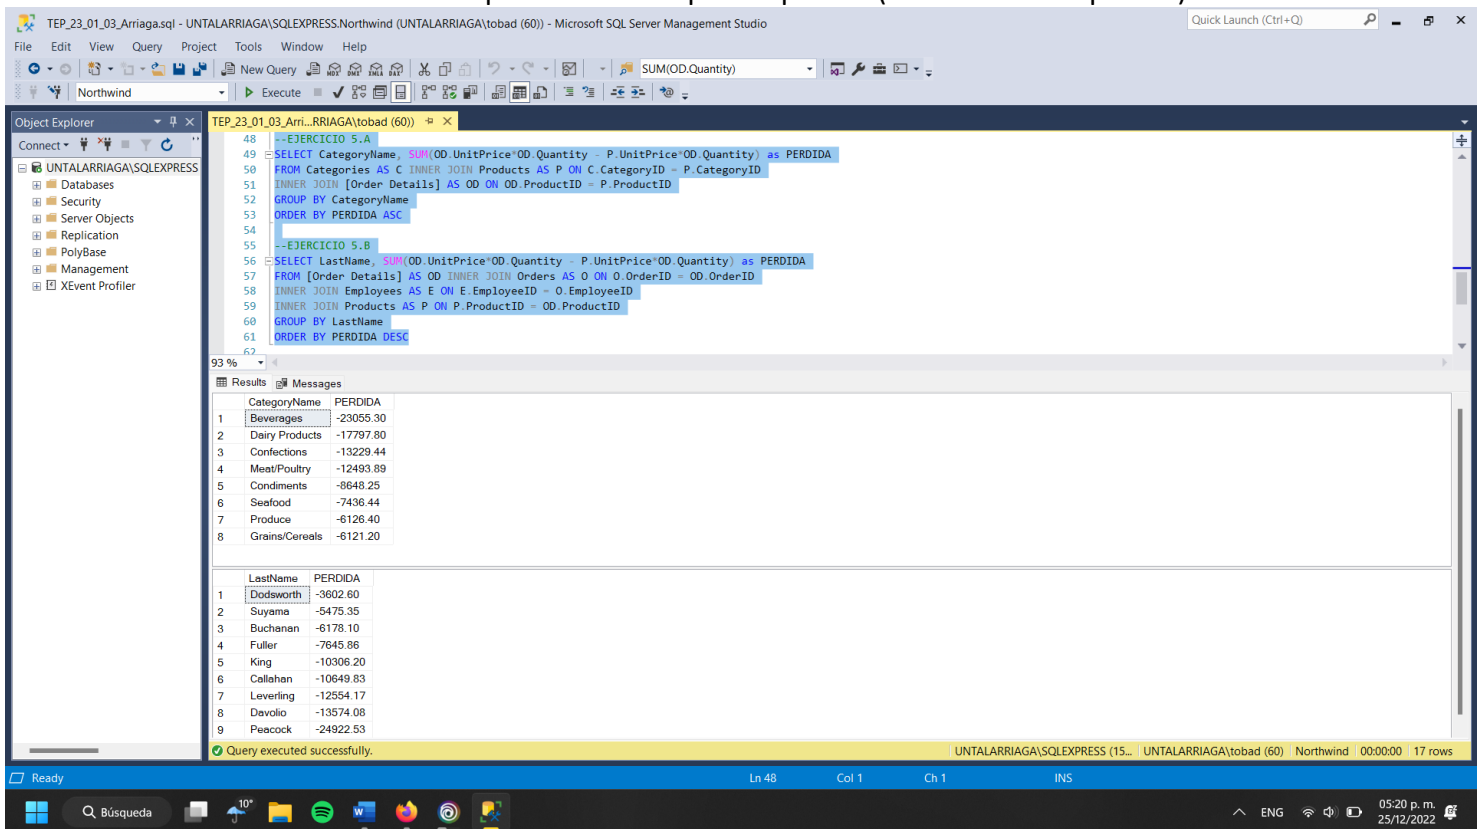 TEP_23_01_03_Arriaga.sql - UNTALARRIAGA\SQLEXPRESS.Northwind (UNTALARRIAGA\tobad (60)) - Microsoft SQL Server Management Studio
Quick Launch (Ctrl+Q)
File Edit View Query Project Tools Window Help
New Query SUM(OD.Quantity)
Northwind Execute
Object Explorer
TEP_23_01_03_Arri...RRIAGA\tobad (60))
Connect
UNTALARRIAGA\SQLEXPRESS
Databases
Security
Server Objects
Replication
PolyBase
Management
XEvent Profiler
48 --EJERCICIO 5.A
49 SELECT CategoryName, SUM(OD.UnitPrice*OD.Quantity - P.UnitPrice*OD.Quantity) as PERDIDA
50 FROM Categories AS C INNER JOIN Products AS P ON C.CategoryID = P.CategoryID
51 INNER JOIN [Order Details] AS OD ON OD.ProductID = P.ProductID
52 GROUP BY CategoryName
53 ORDER BY PERDIDA ASC
54
55 --EJERCICIO 5.B
56 SELECT LastName, SUM(OD.UnitPrice*OD.Quantity - P.UnitPrice*OD.Quantity) as PERDIDA
57 FROM [Order Details] AS OD INNER JOIN Orders AS O ON O.OrderID = OD.OrderID
58 INNER JOIN Employees AS E ON E.EmployeeID = O.EmployeeID
59 INNER JOIN Products AS P ON P.ProductID = OD.ProductID
60 GROUP BY LastName
61 ORDER BY PERDIDA DESC
62
93 %
Results Messages
CategoryName PERDIDA
1 Beverages -23055.30
2 Dairy Products -17797.80
3 Confections -13229.44
4 Meat/Poultry -12493.89
5 Condiments -8648.25
6 Seafood -7436.44
7 Produce -6126.40
8 Grains/Cereals -6121.20
LastName PERDIDA
1 Dodsworth -3602.60
2 Suyama -5475.35
3 Buchanan -6178.10
4 Fuller -7645.86
5 King -10306.20
6 Callahan -10649.83
7 Leverling -12554.17
8 Davolio -13574.08
9 Peacock -24922.53
Query executed successfully. UNTALARRIAGA\SQLEXPRESS (15... UNTALARRIAGA\tobad (60) Northwind 00:00:00 17 rows
Ready Ln 48 Col 1 Ch 1 INS
Búsqueda 10° ENG 05:20 p. m.
25/12/2022